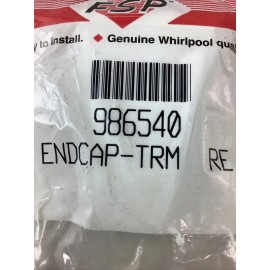 FSP
y to install. • Genuine Whirlpool qua
986540
ENDCAP-TRM RE